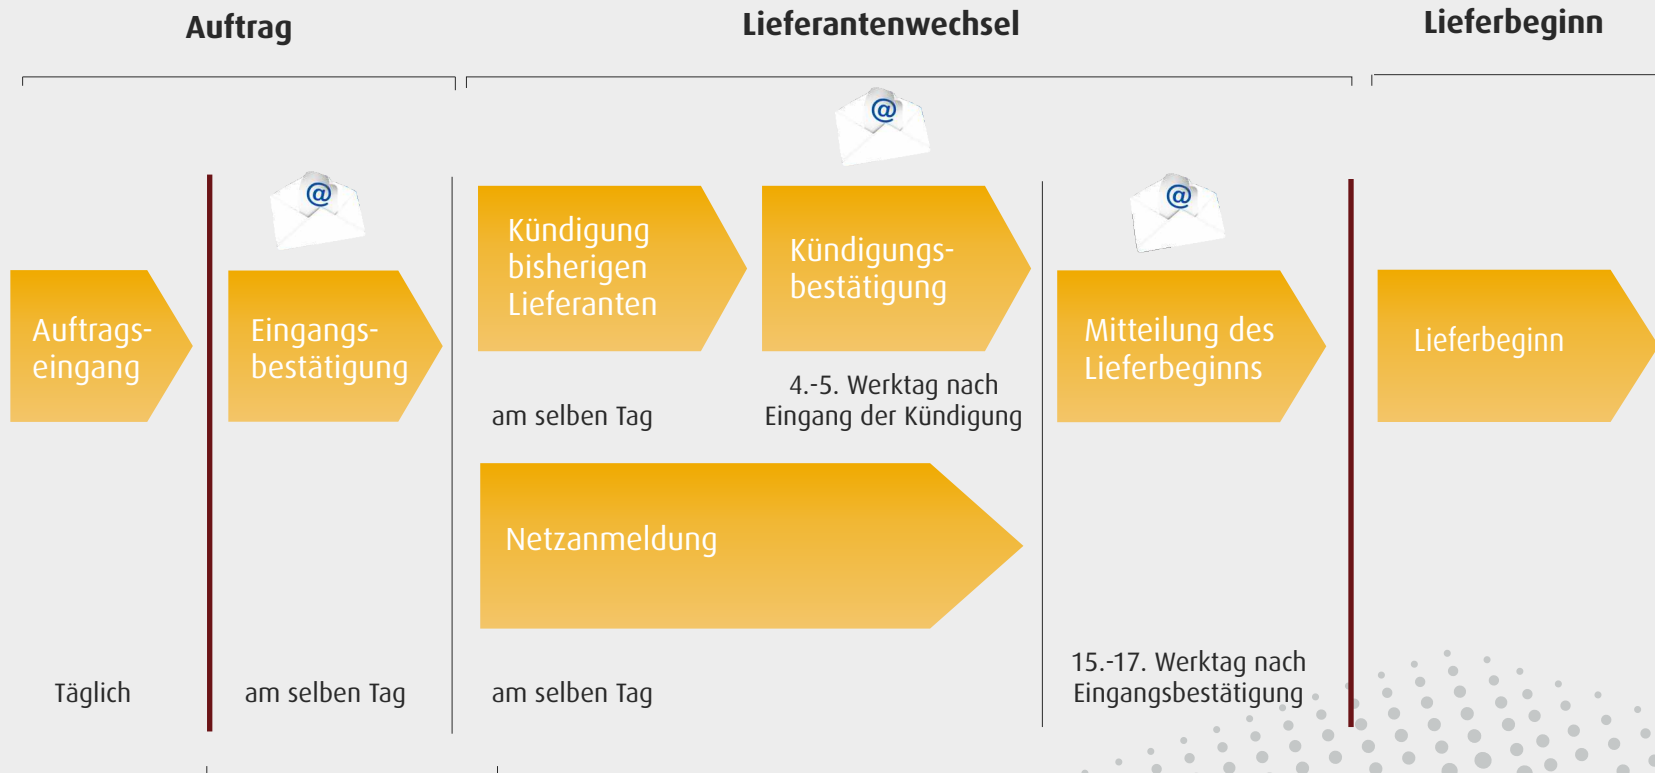 Auftrag
Lieferantenwechsel
Lieferbeginn
@
@
@
Auftrags-
eingang
Eingangs-
bestätigung
Kündigung
bisherigen
Lieferanten
Kündigungs-
bestätigung
Mitteilung des
Lieferbeginns
Lieferbeginn
am selben Tag
4.-5. Werktag nach
Eingang der Kündigung
Netzanmeldung
Täglich
am selben Tag
am selben Tag
15.-17. Werktag nach
Eingangsbestätigung